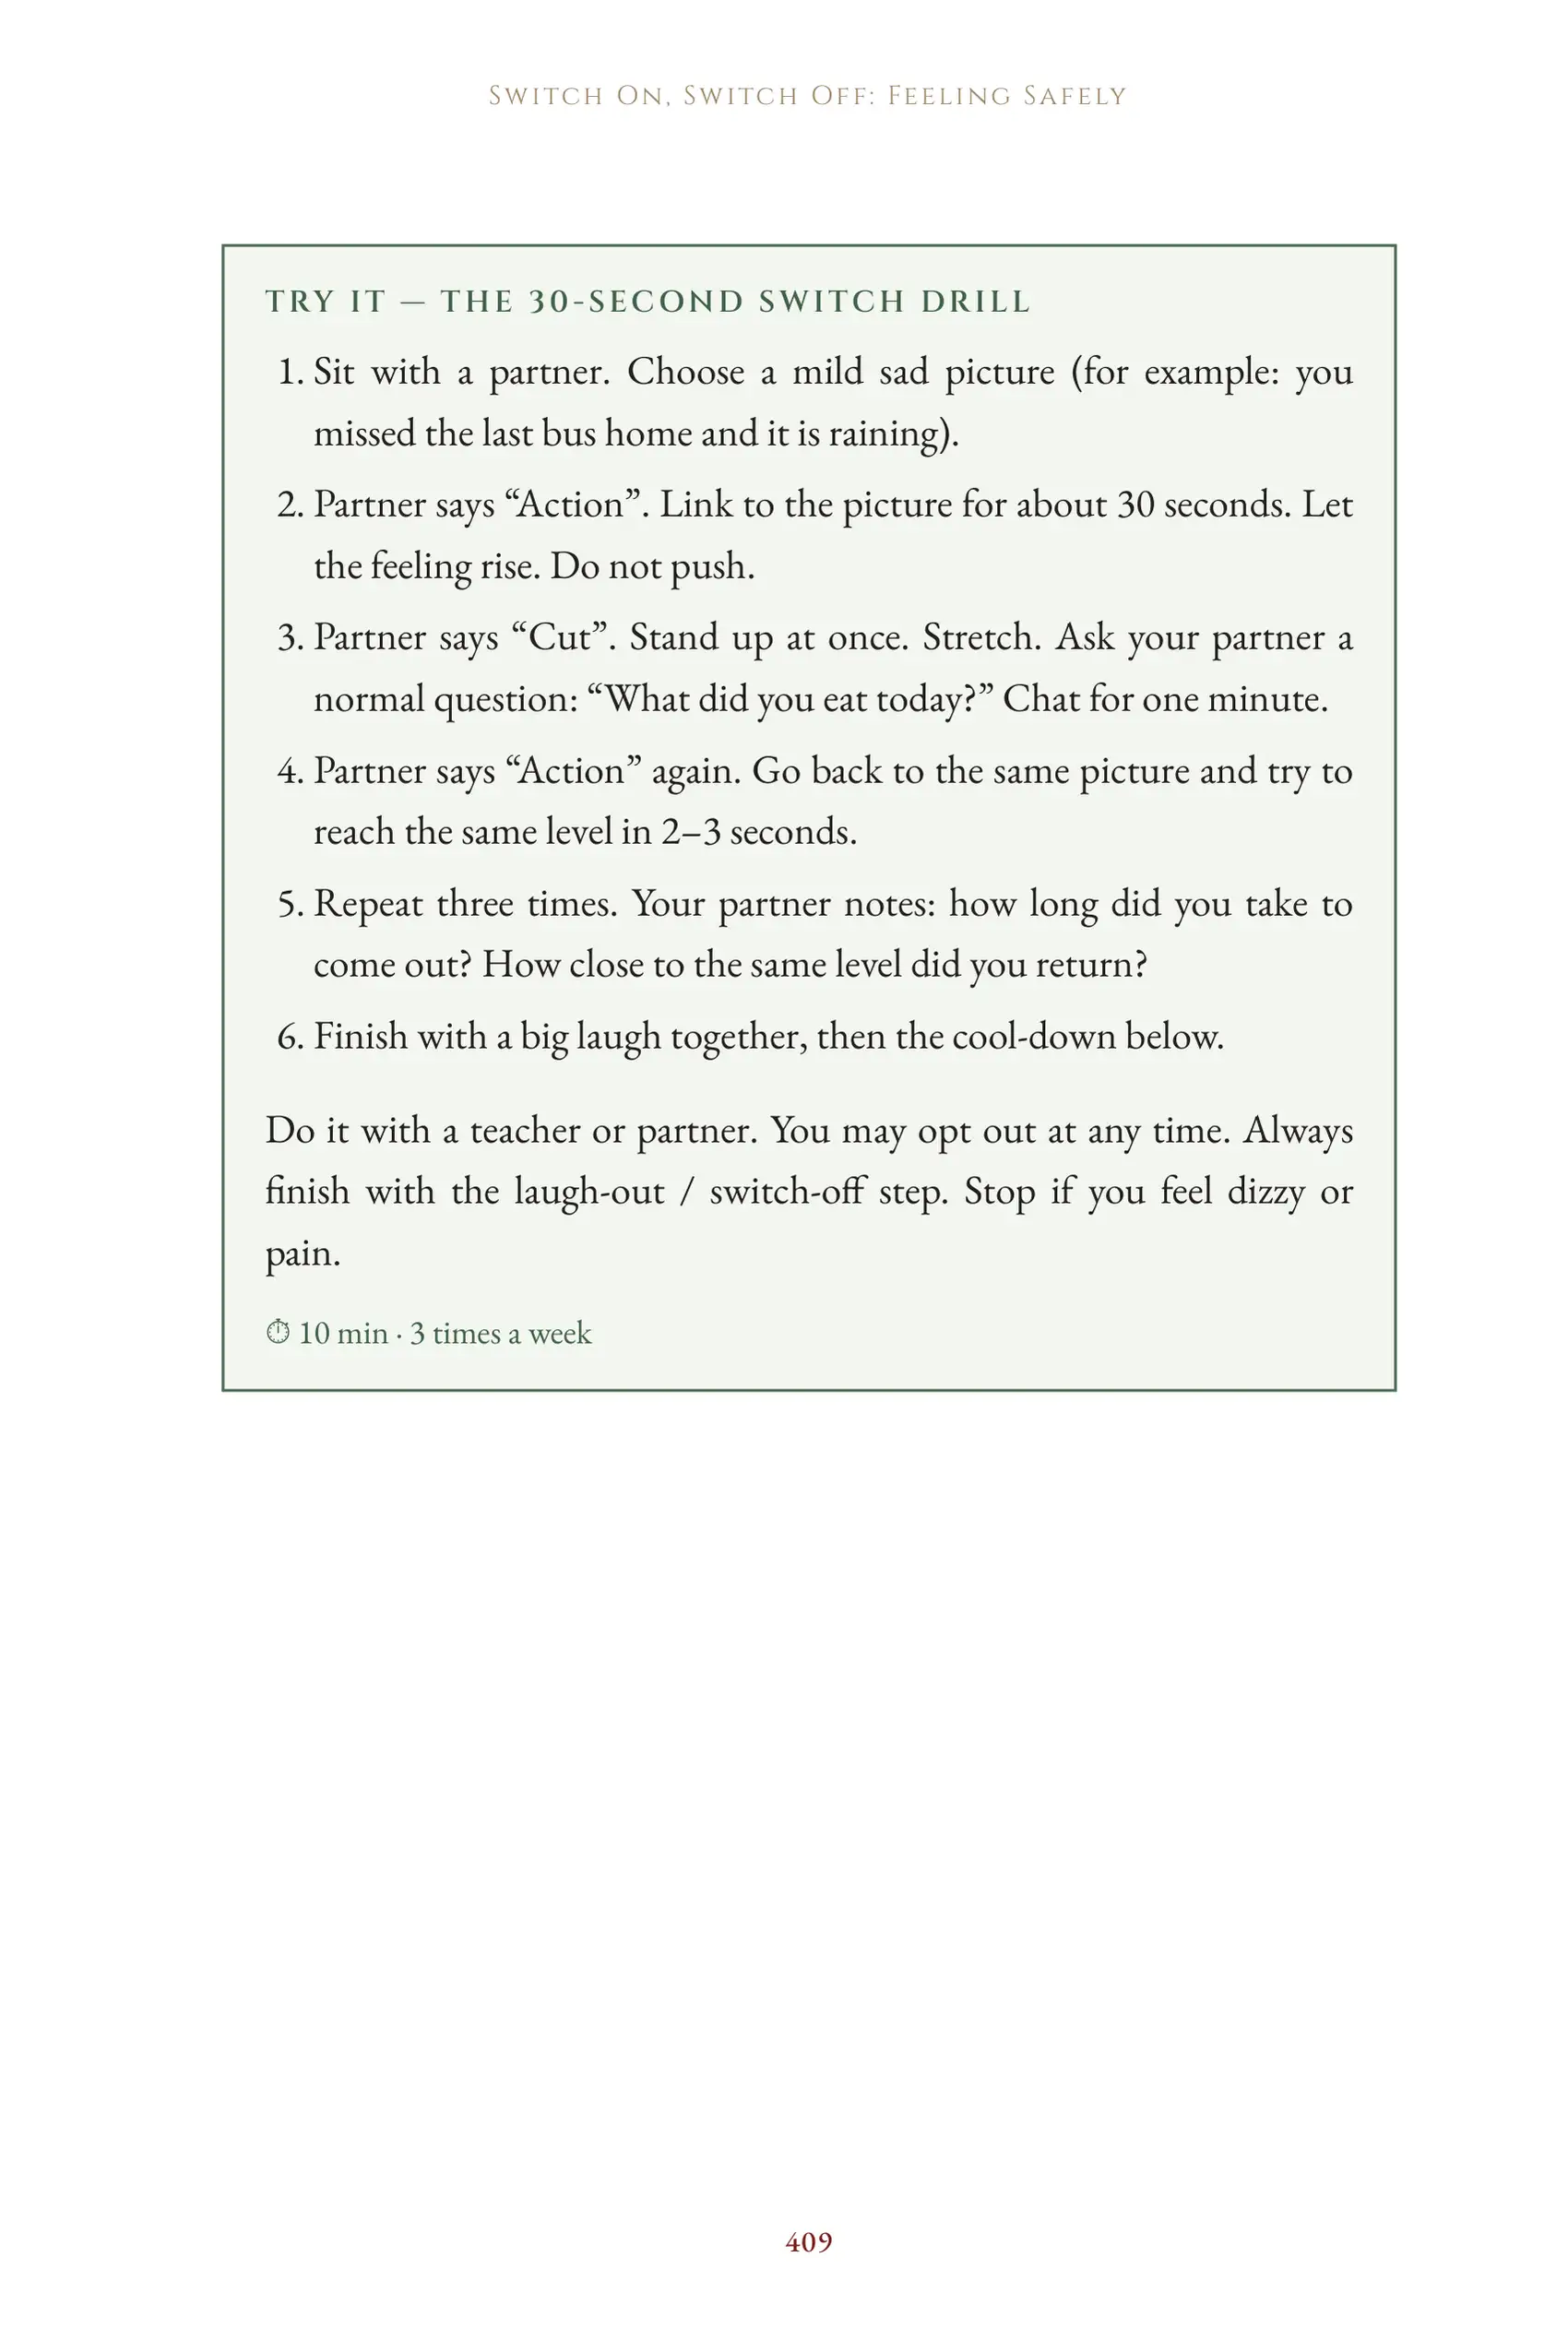 Switch On, Switch Off: Feeling Safely
TRY IT — THE 30-SECOND SWITCH DRILL
1. Sit with a partner. Choose a mild sad picture (for example: you
missed the last bus home and it is raining).
2. Partner says “Action”. Link to the picture for about 30 seconds. Let
the feeling rise. Do not push.
3. Partner says “Cut”. Stand up at once. Stretch. Ask your partner a
normal question: “What did you eat today?” Chat for one minute.
4. Partner says “Action” again. Go back to the same picture and try to
reach the same level in 2–3 seconds.
5. Repeat three times. Your partner notes: how long did you take to
come out? How close to the same level did you return?
6. Finish with a big laugh together, then the cool-down below.
Do it with a teacher or partner. You may opt out at any time. Always
finish with the laugh-out / switch-off step. Stop if you feel dizzy or
pain.
⏱ 10 min · 3 times a week
409